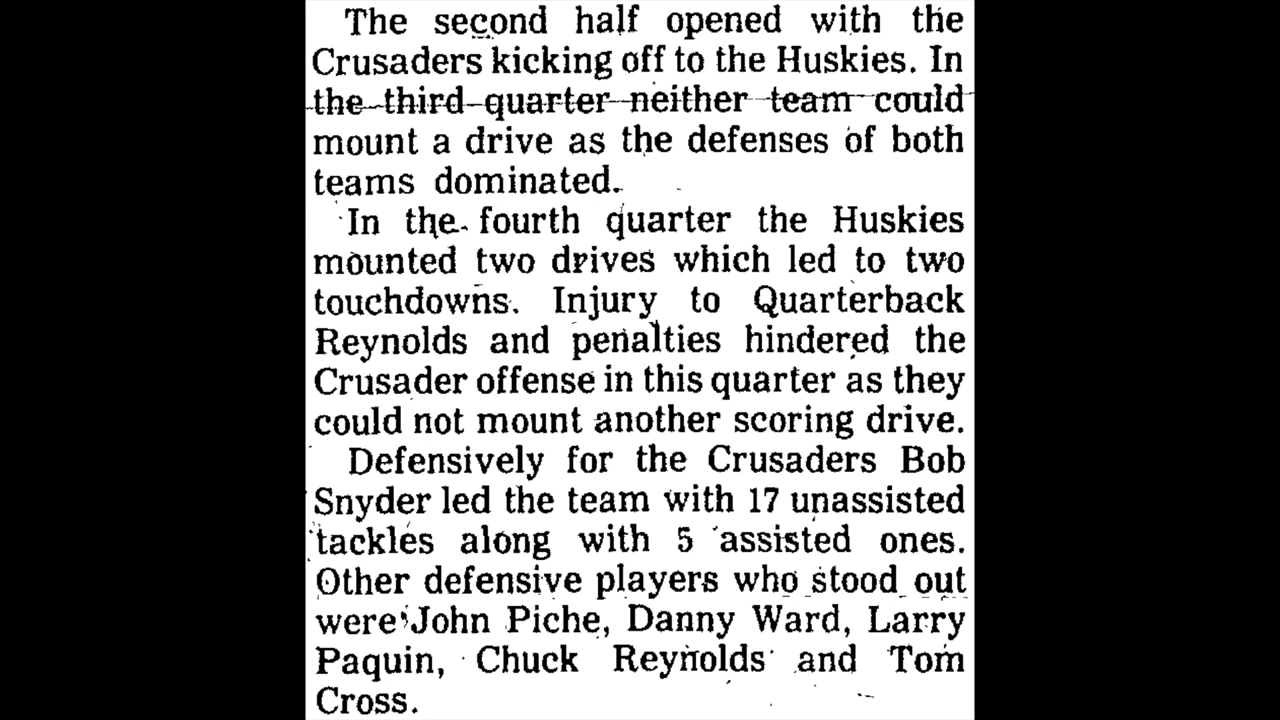 The second half opened with the
Crusaders kicking off to the Huskies. In
the third quarter neither team could
mount a drive as the defenses of both
teams dominated.
In the fourth quarter the Huskies
mounted two drives which led to two
touchdowns. Injury to Quarterback
Reynolds and penalties hindered the
Crusader offense in this quarter as they
could not mount another scoring drive.
Defensively for the Crusaders Bob
Snyder led the team with 17 unassisted
tackles along with 5 assisted ones.
Other defensive players who stood out
were John Piche, Danny Ward, Larry
Paquin, Chuck Reynolds and Tom
Cross.